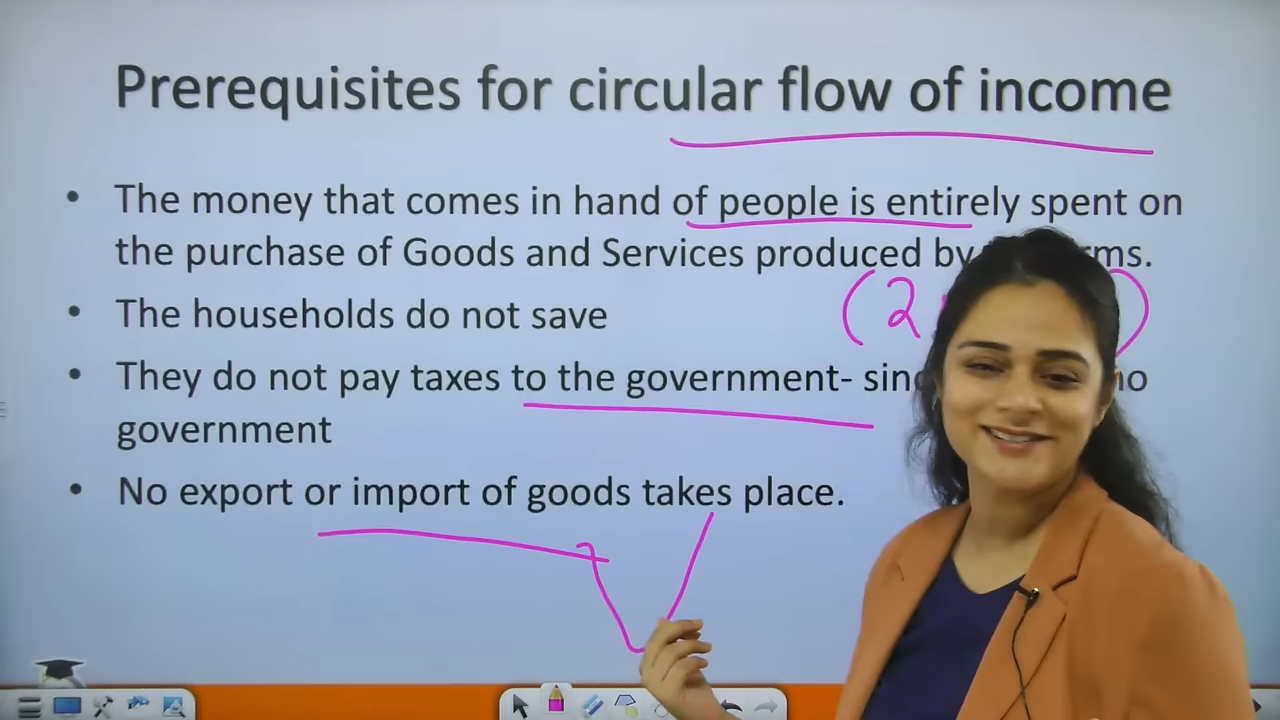 Prerequisites for circular flow of income
• The money that comes in hand of people is entirely spent on
the purchase of Goods and Services produced by
• The households do not save
(2
• They do not pay taxes to the government- no
government
• No export or import of goods takes place.